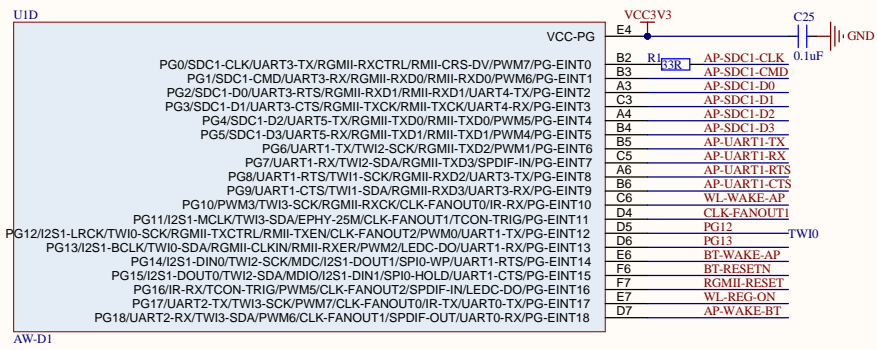 U1D
VCC3V3
C25
VCC-PG E4 GND
0.1uF
PG0/SDC1-CLK/UART3-TX/RGMII-RXCTRL/RMII-CRS-DV/PWM7/PG-EINT0 B2 R1 33R AP-SDC1-CLK
PG1/SDC1-CMD/UART3-RX/RGMII-RXD0/RMII-RXD0/PWM6/PG-EINT1 B3 AP-SDC1-CMD
PG2/SDC1-D0/UART3-RTS/RGMII-RXD1/RMII-RXD1/UART4-TX/PG-EINT2 A3 AP-SDC1-D0
PG3/SDC1-D1/UART3-CTS/RGMII-TXCK/RMII-TXCK/UART4-RX/PG-EINT3 C3 AP-SDC1-D1
PG4/SDC1-D2/UART5-TX/RGMII-TXD0/RMII-TXD0/PWM5/PG-EINT4 A4 AP-SDC1-D2
PG5/SDC1-D3/UART5-RX/RGMII-TXD1/RMII-TXD1/PWM4/PG-EINT5 B4 AP-SDC1-D3
PG6/UART1-TX/TWI2-SCK/RGMII-TXD2/PWM1/PG-EINT6 B5 AP-UART1-TX
PG7/UART1-RX/TWI2-SDA/RGMII-TXD3/SPDIF-IN/PG-EINT7 C5 AP-UART1-RX
PG8/UART1-RTS/TWI1-SCK/RGMII-RXD2/UART3-TX/PG-EINT8 A6 AP-UART1-RTS
PG9/UART1-CTS/TWI1-SDA/RGMII-RXD3/UART3-RX/PG-EINT9 B6 AP-UART1-CTS
PG10/PWM3/TWI3-SCK/RGMII-RXCK/CLK-FANOUT0/IR-RX/PG-EINT10 C6 WL-WAKE-AP
PG11/I2S1-MCLK/TWI3-SDA/EPHY-25M/CLK-FANOUT1/TCON-TRIG/PG-EINT11 D4 CLK-FANOUT1
PG12/I2S1-LRCK/TWI0-SCK/RGMII-TXCTRL/RMII-TXEN/CLK-FANOUT2/PWM0/UART1-TX/PG-EINT12 D5 PG12 TWI0
PG13/I2S1-BCLK/TWI0-SDA/RGMII-CLKIN/RMII-RXER/PWM2/LEDC-DO/UART1-RX/PG-EINT13 D6 PG13
PG14/I2S1-DIN0/TWI2-SCK/MDC/I2S1-DOUT1/SPI0-WP/UART1-RTS/PG-EINT14 E6 BT-WAKE-AP
PG15/I2S1-DOUT0/TWI2-SDA/MDIO/I2S1-DIN1/SPI0-HOLD/UART1-CTS/PG-EINT15 F6 BT-RESETN
PG16/IR-RX/TCON-TRIG/PWM5/CLK-FANOUT2/SPDIF-IN/LEDC-DO/PG-EINT16 F7 RGMII-RESET
PG17/UART2-TX/TWI3-SCK/PWM7/CLK-FANOUT0/IR-TX/UART0-TX/PG-EINT17 E7 WL-REG-ON
PG18/UART2-RX/TWI3-SDA/PWM6/CLK-FANOUT1/SPDIF-OUT/UART0-RX/PG-EINT18 D7 AP-WAKE-BT
AW-D1